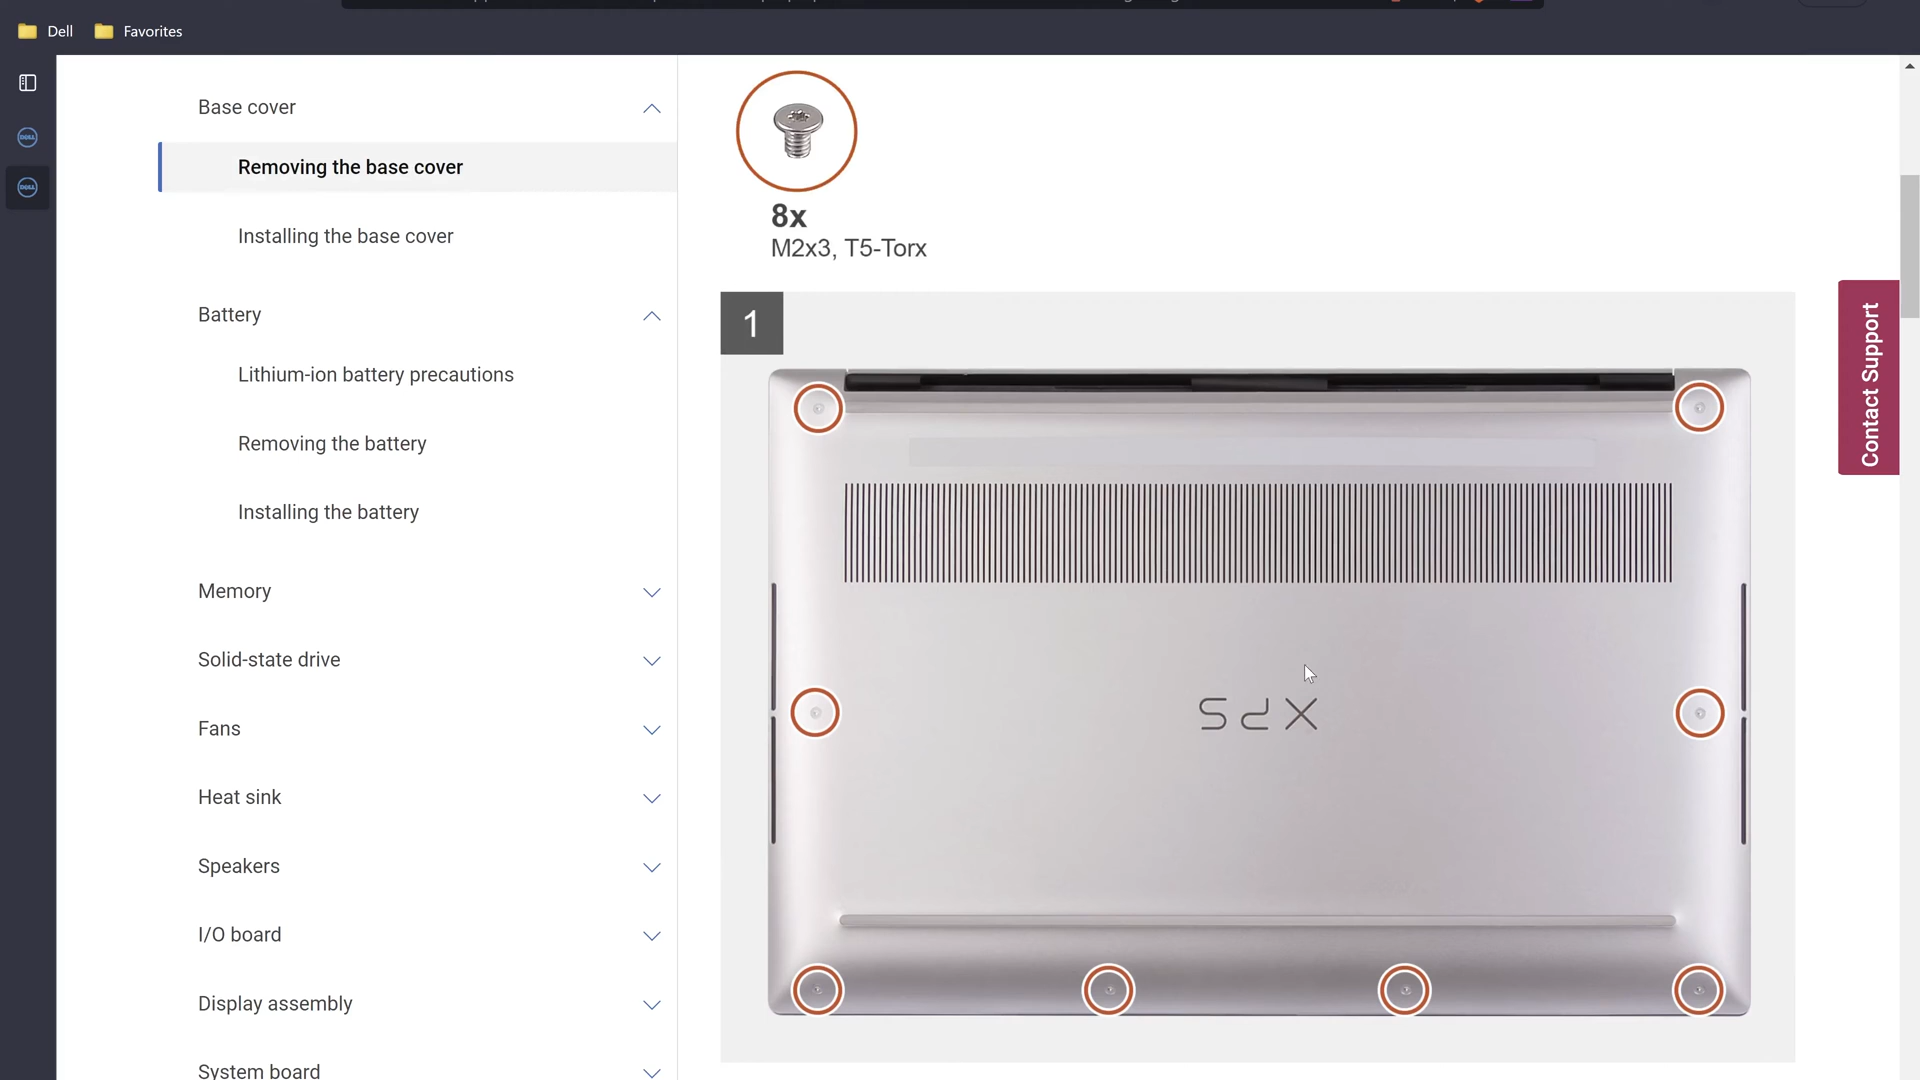 Dell
Favorites
Base cover
Removing the base cover
Installing the base cover
Battery
Lithium-ion battery precautions
Removing the battery
Installing the battery
Memory
Solid-state drive
Fans
Heat sink
Speakers
I/O board
Display assembly
System board
8x
M2x3, T5-Torx
1
XPS
Contact Support